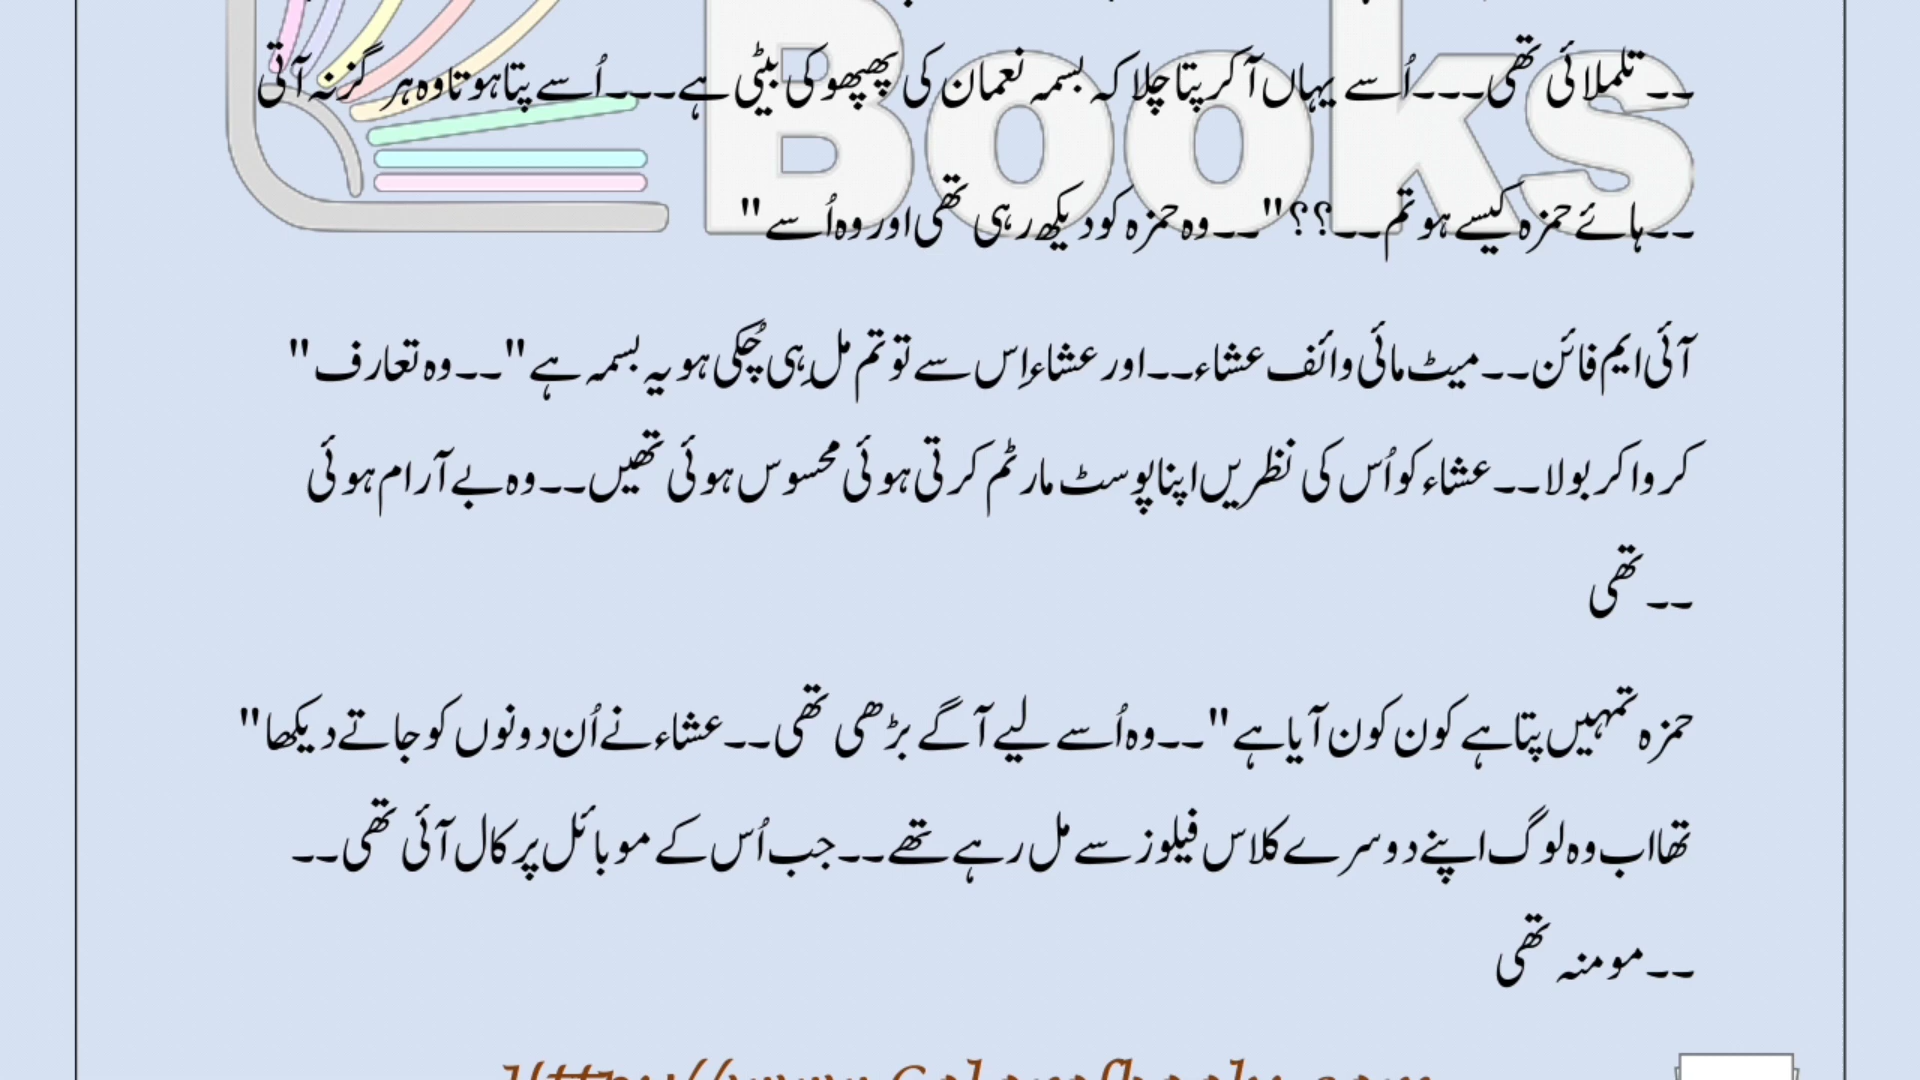 Books
۔۔تلملائی تھی۔۔۔اُسے یہاں آ کر پتا چلا کہ بسمہ نعمان کی پھپھو کی بیٹی ہے۔۔۔اُسے پتا ہوتا وہ ہر گزنہ آتی
۔۔ہائے حمزہ کیسے ہو تم۔۔؟؟"۔۔وہ حمزہ کو دیکھ رہی تھی اور وہ اُسے"
آئی ایم فائن۔۔میٹ مائی وائف عشاء۔۔اور عشاء اِس سے تو تم مل ہی چُکی ہو یہ بسمہ ہے"۔۔وہ تعارف"
کروا کر بولا۔۔عشاء کو اُس کی نظریں اپنا پوسٹ مارٹم کرتی ہوئی محسوس ہوئی تھیں۔۔وہ بے آرام ہوئی
۔۔تھی
حمزہ تمہیں پتا ہے کون کون آیا ہے"۔۔وہ اُسے لیے آگے بڑھی تھی۔۔عشاء نے اُن دونوں کو جاتے دیکھا"
تھا اب وہ لوگ اپنے دوسرے کلاس فیلوز سے مل رہے تھے۔۔جب اُس کے موبائل پر کال آئی تھی۔۔
۔۔مومنہ تھی